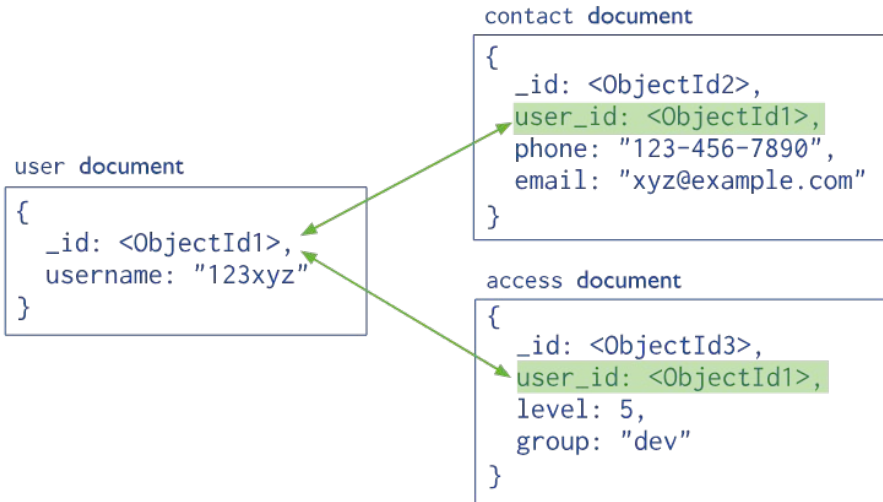 contact document
{
_id: <ObjectId2>,
user_id: <ObjectId1>,
phone: "123-456-7890",
email: "xyz@example.com"
}
user document
{
_id: <ObjectId1>,
username: "123xyz"
}
access document
{
_id: <ObjectId3>,
user_id: <ObjectId1>,
level: 5,
group: "dev"
}